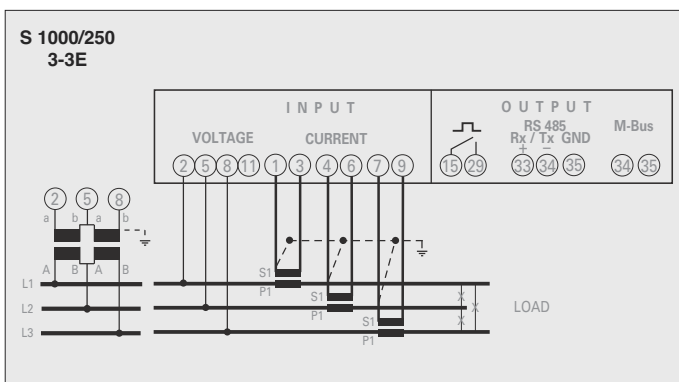 S 1000/250
3-3E
INPUT
OUTPUT
VOLTAGE
CURRENT
RS 485
M-Bus
Rx / Tx GND
+ −
2 5 8 11 1 3 4 6 7 9
15 29 33 34 35 34 35
2 5 8
a b a b
A B A B
S1
P1
S1
P1
S1
P1
L1
L2
L3
LOAD